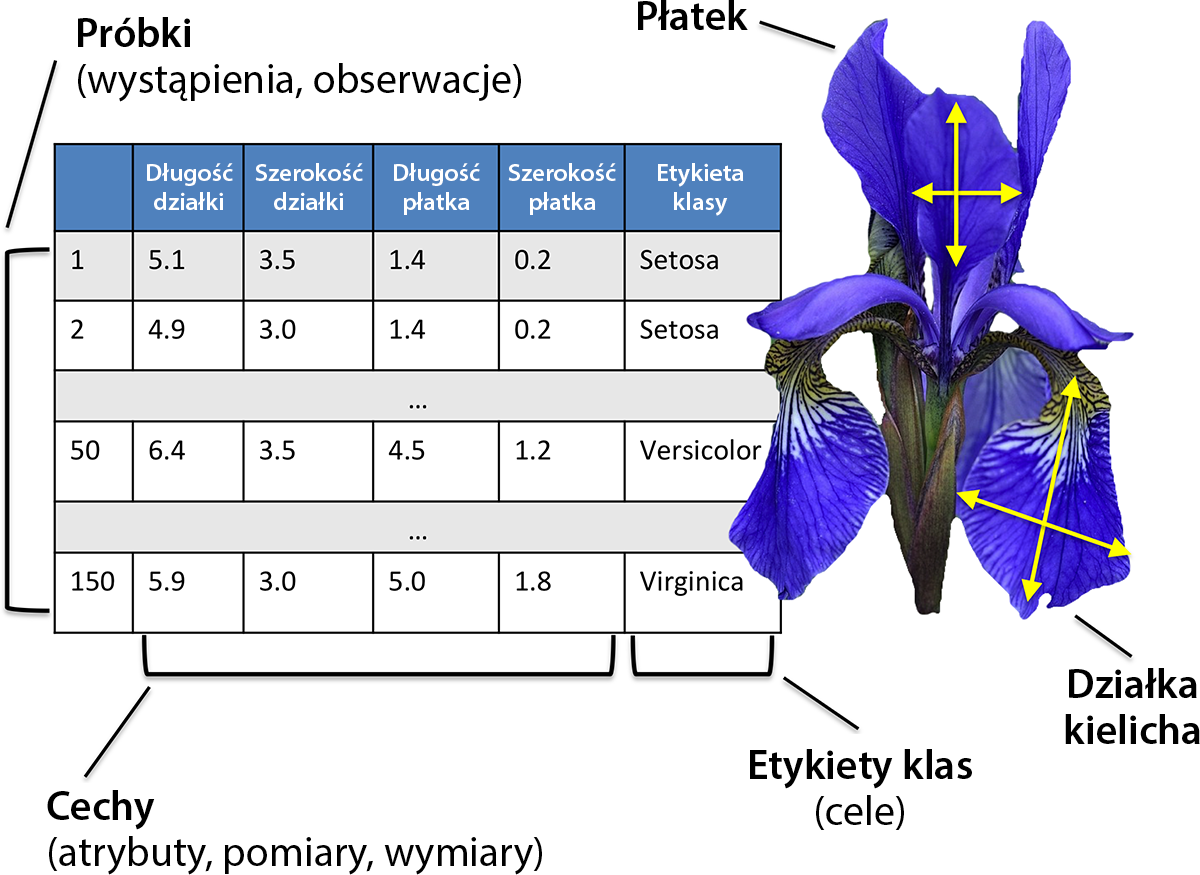 Próbki
(wystąpienia, obserwacje)
Płatek
Długość działki Szerokość działki Długość płatka Szerokość płatka Etykieta klasy
1 5.1 3.5 1.4 0.2 Setosa
2 4.9 3.0 1.4 0.2 Setosa
...
50 6.4 3.5 4.5 1.2 Versicolor
...
150 5.9 3.0 5.0 1.8 Virginica
Działka
kielicha
Etykiety klas
(cele)
Cechy
(atrybuty, pomiary, wymiary)